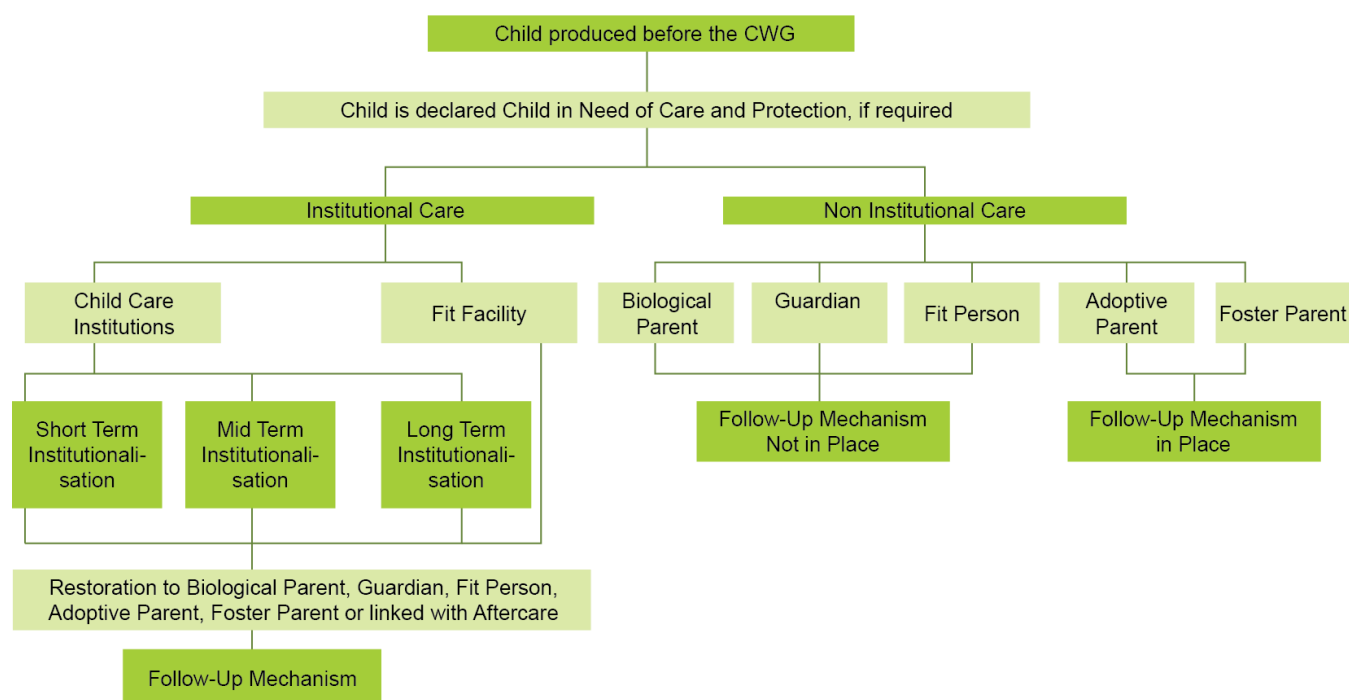 Child produced before the CWG
Child is declared Child in Need of Care and Protection, if required
Institutional Care
Non Institutional Care
Child Care
Institutions
Fit Facility
Biological
Parent
Guardian
Fit Person
Adoptive
Parent
Foster Parent
Short Term
Institutionali-
sation
Mid Term
Institutionali-
sation
Long Term
Institutionali-
sation
Follow-Up Mechanism
Not in Place
Follow-Up Mechanism
in Place
Restoration to Biological Parent, Guardian, Fit Person,
Adoptive Parent, Foster Parent or linked with Aftercare
Follow-Up Mechanism